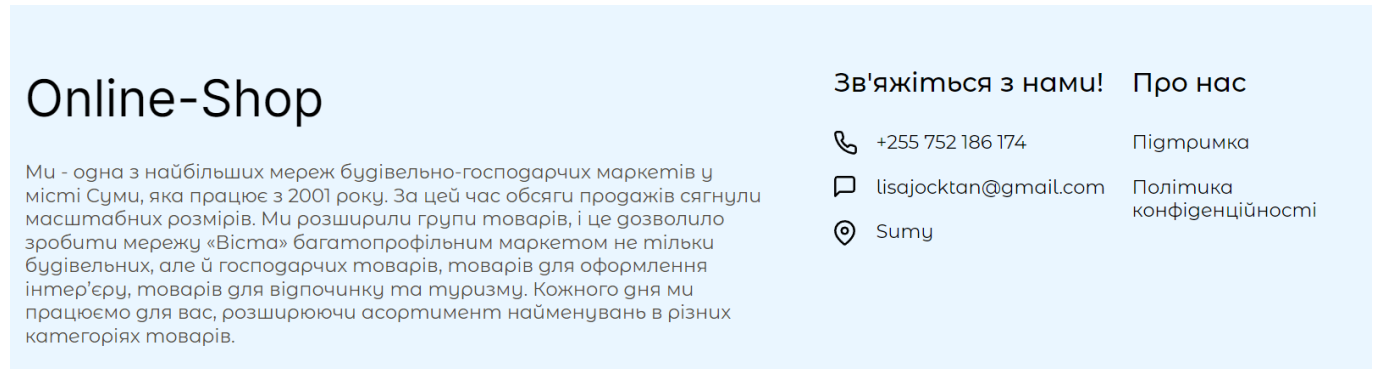 Online-Shop
Ми - одна з найбільших мереж будівельно-господарчих маркетів у
місті Суми, яка працює з 2001 року. За цей час обсяги продажів сягнули
масштабних розмірів. Ми розширили групи товарів, і це дозволило
зробити мережу «Віста» багатопрофільним маркетом не тільки
будівельних, але й господарчих товарів, товарів для оформлення
інтер’єру, товарів для відпочинку та туризму. Кожного дня ми
працюємо для вас, розширюючи асортимент найменувань в різних
категоріях товарів.
Зв'яжіться з нами!
+255 752 186 174
lisajocktan@gmail.com
Sumy
Про нас
Підтримка
Політика
конфіденційності